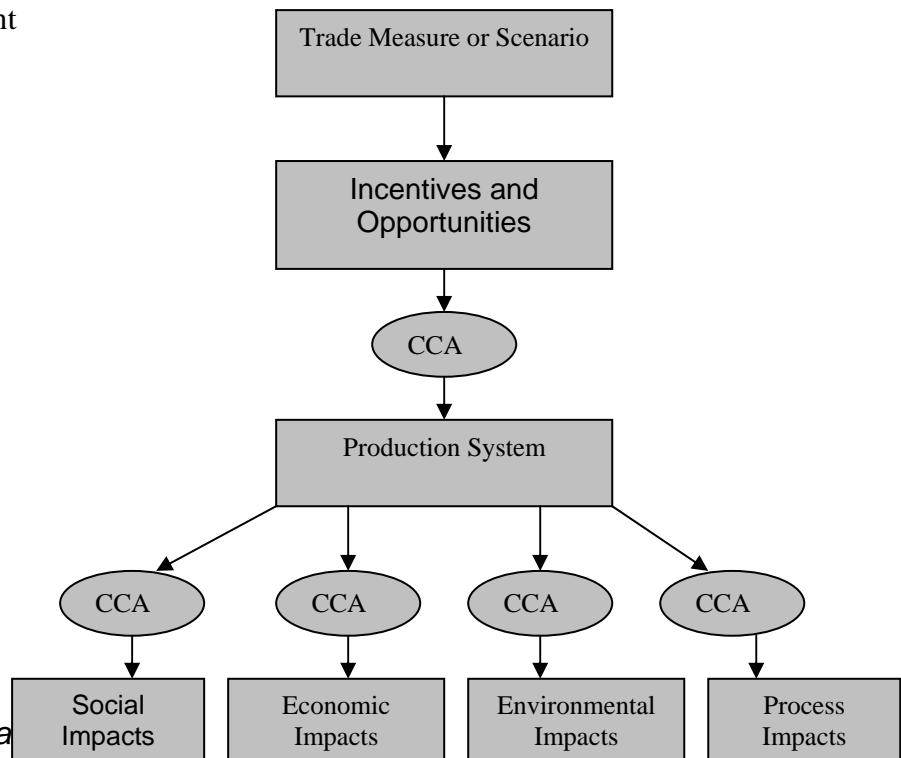 nt
Trade Measure or Scenario
Incentives and
Opportunities
CCA
Production System
CCA CCA CCA CCA
Social Economic Environmental Process
a Impacts Impacts Impacts Impacts